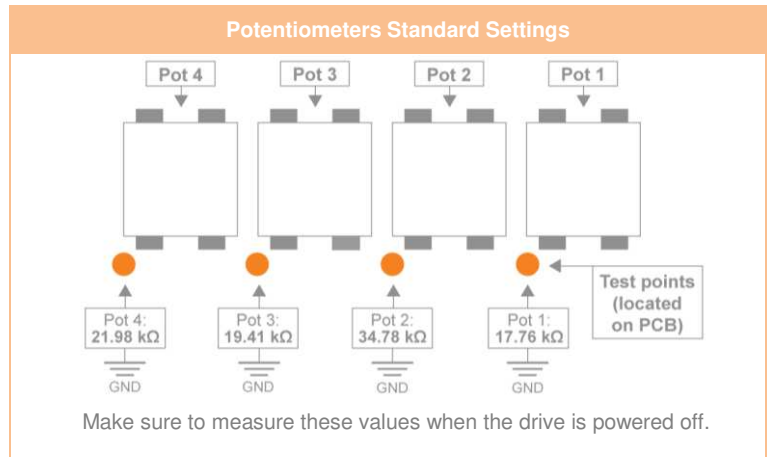 Potentiometers Standard Settings
Pot 4
Pot 3
Pot 2
Pot 1
Test points
(located
on PCB)
Pot 4:
21.98 kΩ
Pot 3:
19.41 kΩ
Pot 2:
34.78 kΩ
Pot 1:
17.76 kΩ
GND
GND
GND
GND
Make sure to measure these values when the drive is powered off.